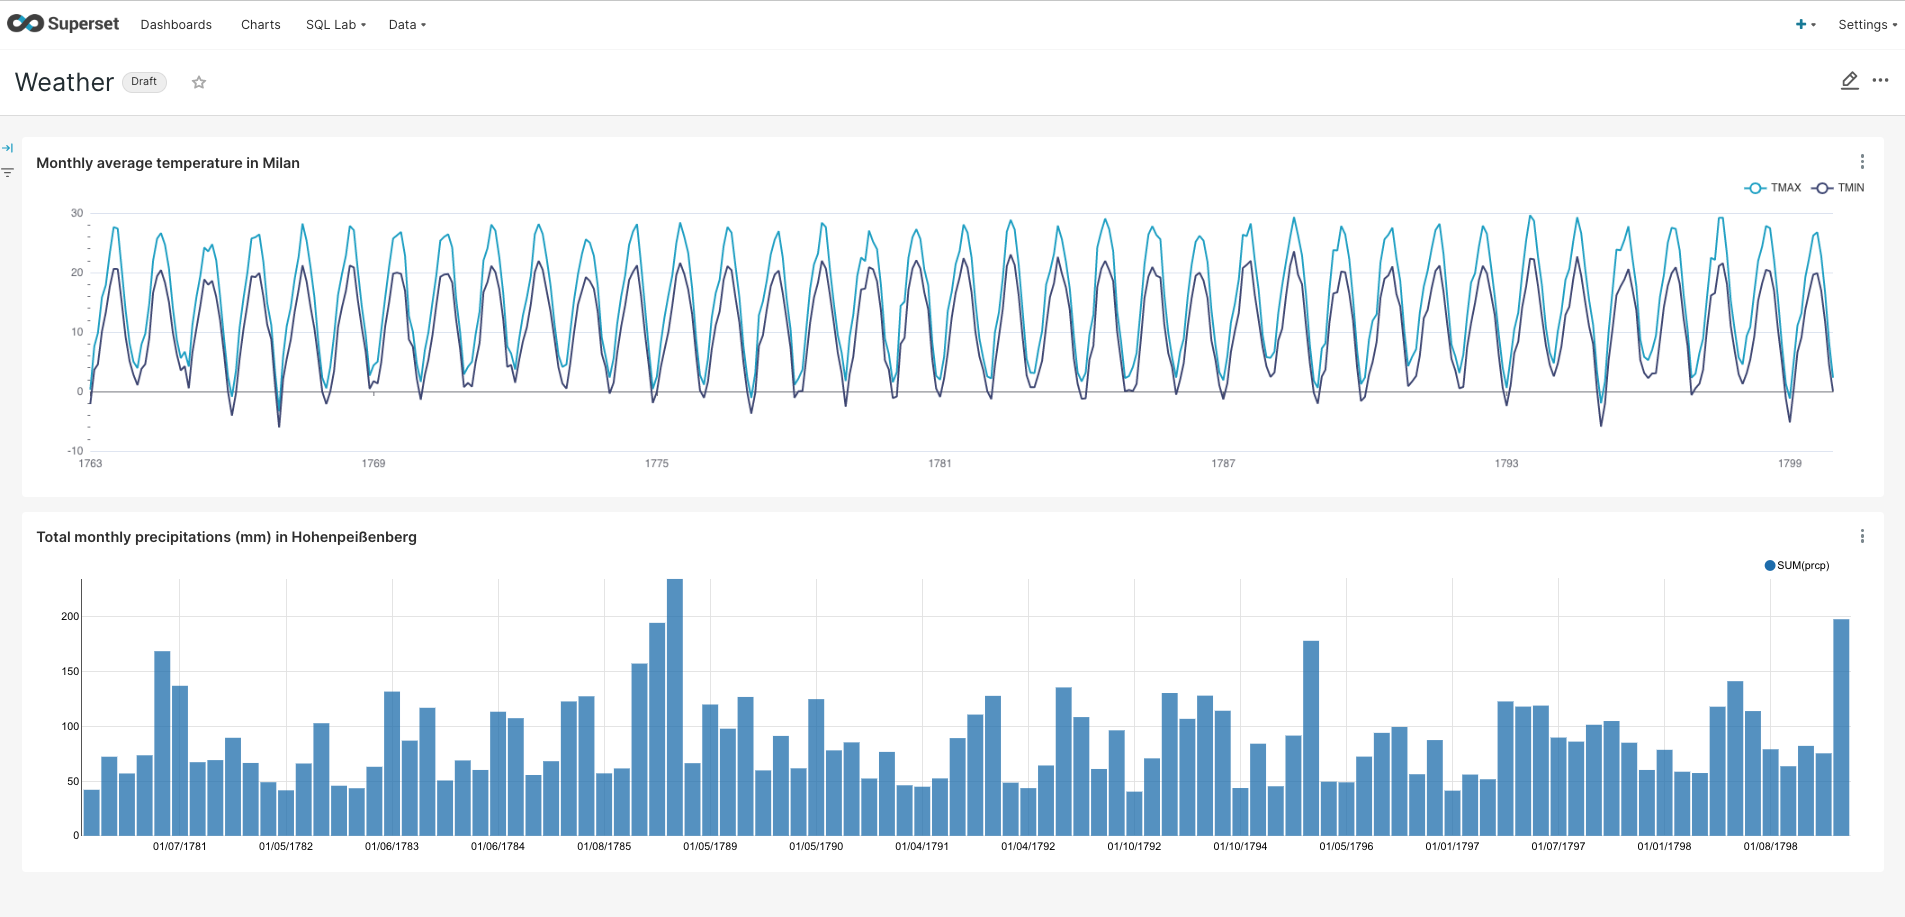 Superset Dashboards Charts SQL Lab Data + Settings
Weather Draft
Monthly average temperature in Milan
TMAX TMIN
30
20
10
0
-10
1763 1769 1775 1781 1787 1793 1799
Total monthly precipitations (mm) in Hohenpeißenberg
SUM(prcp)
200
150
100
50
0
01/07/1781 01/05/1782 01/06/1783 01/06/1784 01/08/1785 01/05/1789 01/05/1790 01/04/1791 01/04/1792 01/10/1792 01/10/1794 01/05/1796 01/01/1797 01/07/1797 01/01/1798 01/08/1798